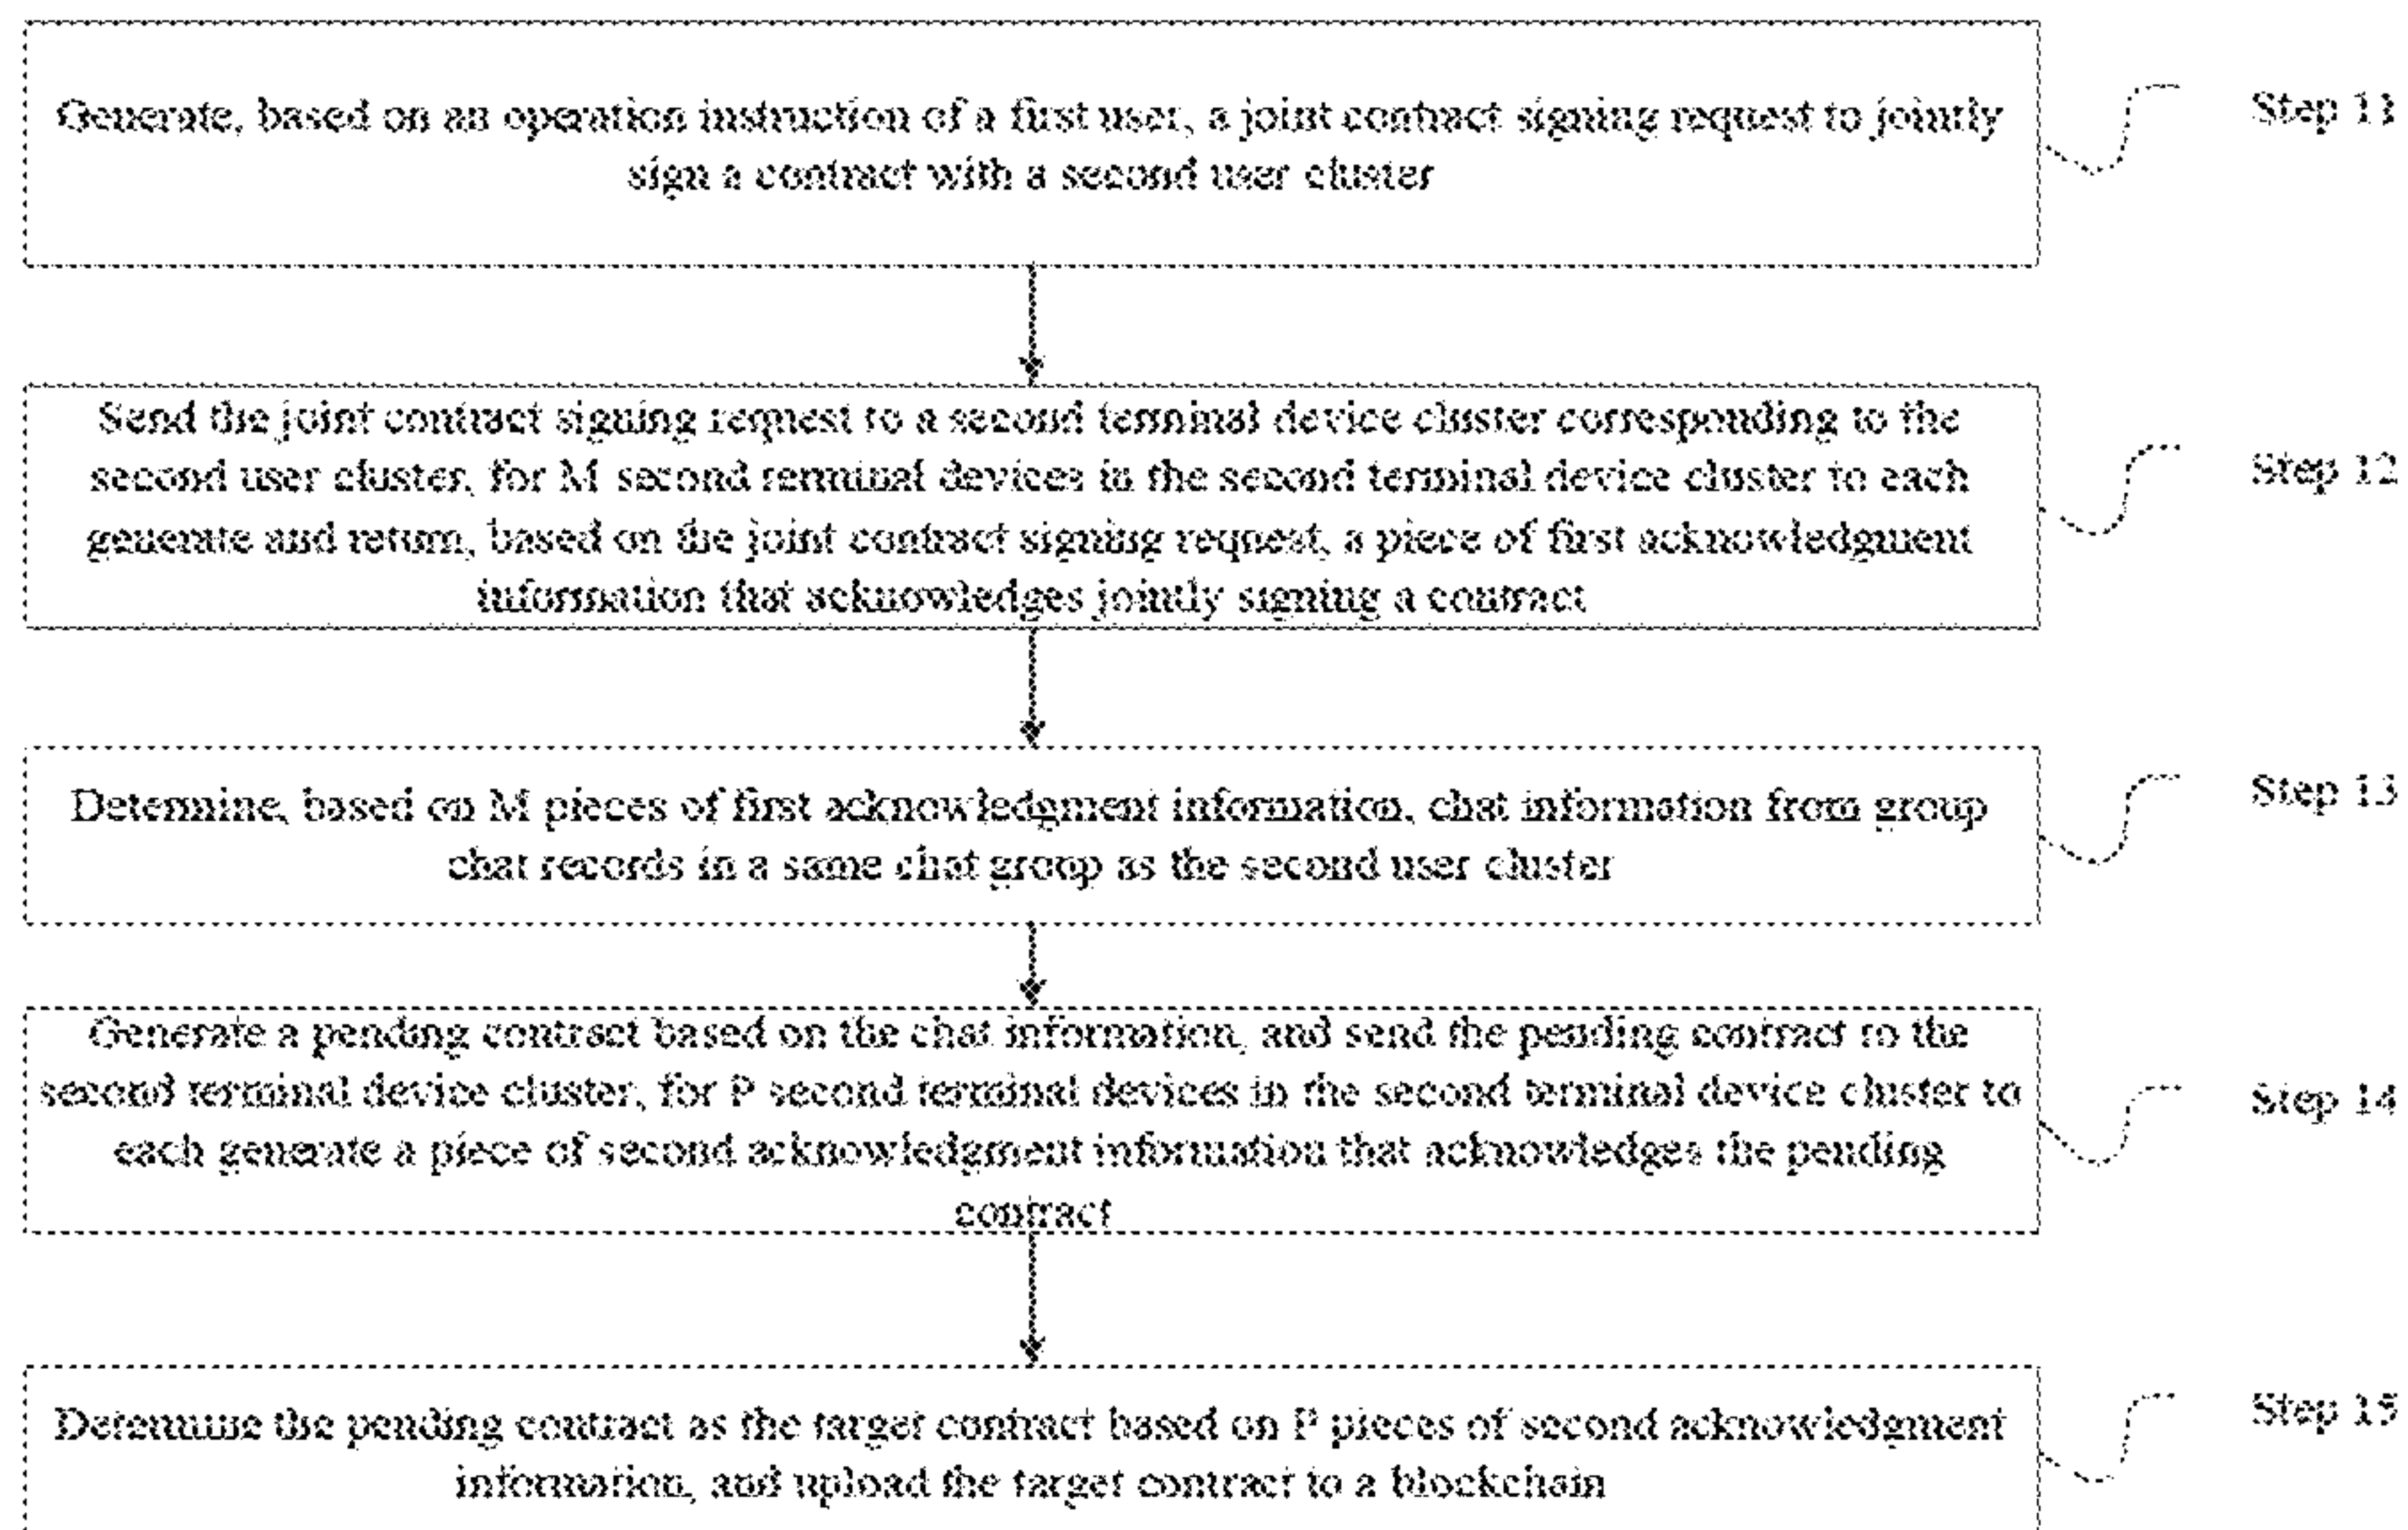 Generate, based on an operation instruction of a first user, a joint contract signing request to jointly
sign a contract with a second user cluster
Step 11
Send the joint contract signing request to a second terminal device cluster corresponding to the
second user cluster, for M second terminal devices in the second terminal device cluster to each
generate and return, based on the joint contract signing request, a piece of first acknowledgment
information that acknowledges jointly signing a contract
Step 12
Determine, based on M pieces of first acknowledgment information, chat information from group
chat records in a same chat group as the second user cluster
Step 13
Generate a pending contract based on the chat information, and send the pending contract to the
second terminal device cluster, for P second terminal devices in the second terminal device cluster to
each generate a piece of second acknowledgment information that acknowledges the pending
contract
Step 14
Determine the pending contract as the target contract based on P pieces of second acknowledgment
information, and upload the target contract to a blockchain
Step 15